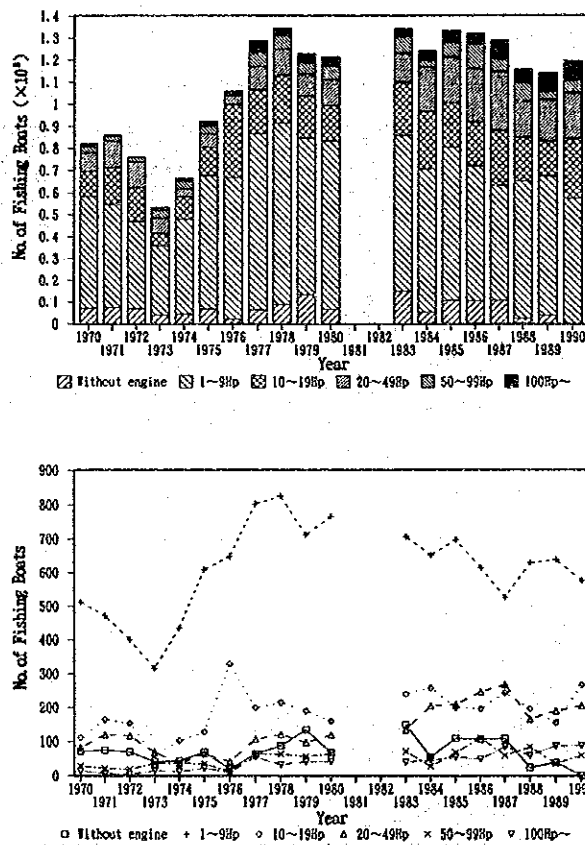 1.4
1.3
1.2
1.1
1
0.9
0.8
0.7
0.6
0.5
0.4
0.3
0.2
0.1
0
No. of Fishing Boats (×10³)
1970 1972 1974 1976 1978 1980 1982 1984 1986 1988 1990
1971 1973 1975 1977 1979 1981 1983 1985 1987 1989
Year
Without engine 1~9Hp 10~19Hp 20~49Hp 50~99Hp 100Hp~
900
800
700
600
500
400
300
200
100
0
No. of Fishing Boats
1970 1972 1974 1976 1978 1980 1982 1984 1986 1988 199
1971 1973 1975 1977 1979 1981 1983 1985 1987 1989
Year
Without engine 1~9Hp 10~19Hp 20~49Hp 50~99Hp 100Hp~